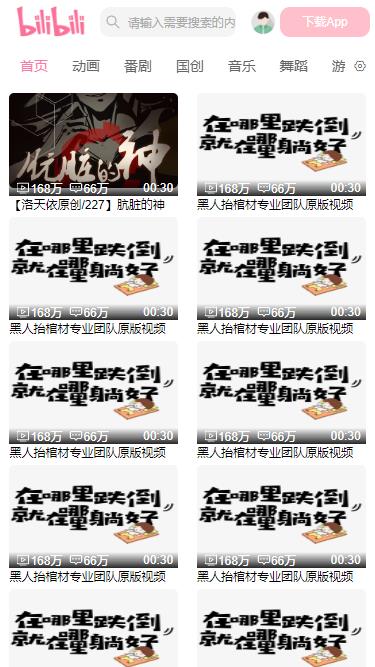 bilibili
请输入需要搜索的内
下载App
首页 动画 番剧 国创 音乐 舞蹈 游
肮脏的神
168万 66万 00:30
【洛天依原创/227】肮脏的神
在哪里跌倒
就在哪里躺好
168万 66万 00:30
黑人抬棺材专业团队原版视频
在哪里跌倒
就在哪里躺好
168万 66万 00:30
黑人抬棺材专业团队原版视频
在哪里跌倒
就在哪里躺好
168万 66万 00:30
黑人抬棺材专业团队原版视频
在哪里跌倒
就在哪里躺好
168万 66万 00:30
黑人抬棺材专业团队原版视频
在哪里跌倒
就在哪里躺好
168万 66万 00:30
黑人抬棺材专业团队原版视频
在哪里跌倒
就在哪里躺好
168万 66万 00:30
黑人抬棺材专业团队原版视频
在哪里跌倒
就在哪里躺好
168万 66万 00:30
黑人抬棺材专业团队原版视频
在哪里跌倒
就在哪里躺好
在哪里跌倒
就在哪里躺好